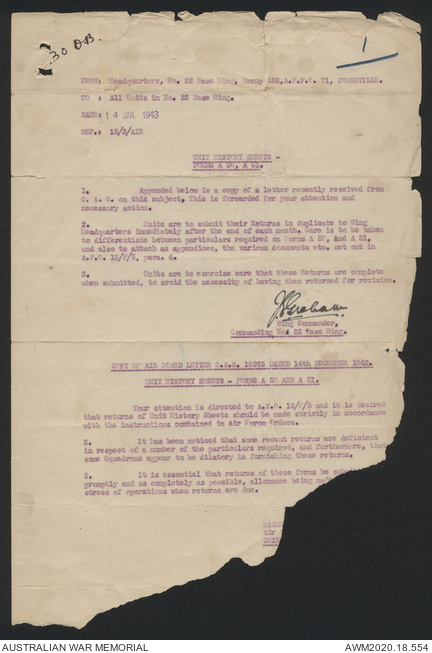 1
FROM: Headquarters, No. 22 Base Wing, Group 
TO : All Units in No. 22 Base Wing.
DATE: 14 JAN 1943
REF.: 13/3/AIR
UNIT HISTORY SHEETS -
FORMS A 50, A 51.
1. Appended below is a copy of a letter recently received from
C. A. S. on this subject. This is forwarded for your attention and
necessary action.
2. Units are to submit their Returns in duplicate to Wing
Headquarters immediately after the end of each month. Care is to be taken
to differentiate between particulars required on Forms A 50, and A 51,
and also to attach as appendices, the various documents etc. set out in
A.F.O. para. 4.
3. Units are to exercise care that these Returns are complete
when submitted, to avoid the necessity of having them returned for revision.
J Graham
Wing Commander,
Commanding No. 22 Base Wing.
COPY OF AIR BOARD LETTER DATED 14th DECEMBER 1942.
UNIT HISTORY SHEETS - FORMS A 50 AND A 51.
Your attention is directed to A.F.O. and it is desired
that returns of Unit History Sheets should be made strictly in accordance
with the instructions contained in Air Force Orders.
2. It has been noticed that some recent returns are deficient
in respect of a number of the particulars required, and furthermore, that
some Squadrons appear to be dilatory in furnishing these returns.
3. It is essential that returns of these forms be
promptly and as completely as possible, allowance being
stress of operations when returns are due.
Air
AUSTRALIAN WAR MEMORIAL
AWM2020.18.554